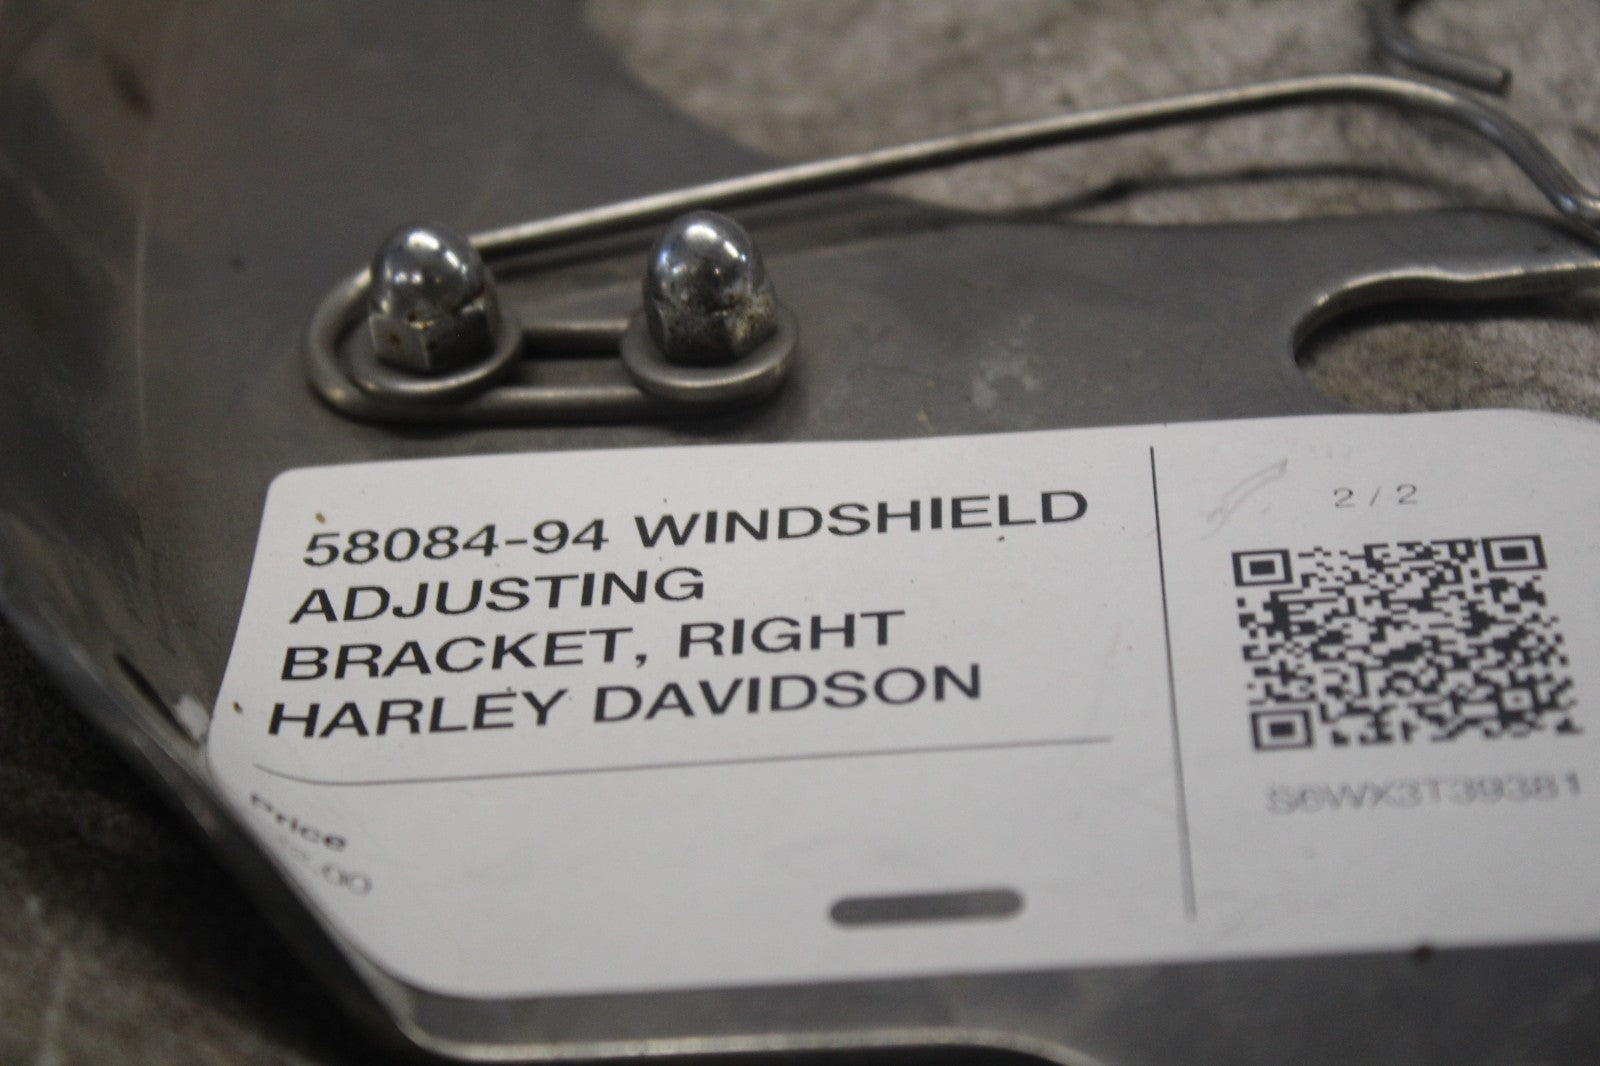 58084-94 WINDSHIELD
ADJUSTING
BRACKET, RIGHT
HARLEY DAVIDSON
2 / 2
S6WX3T39381
Price